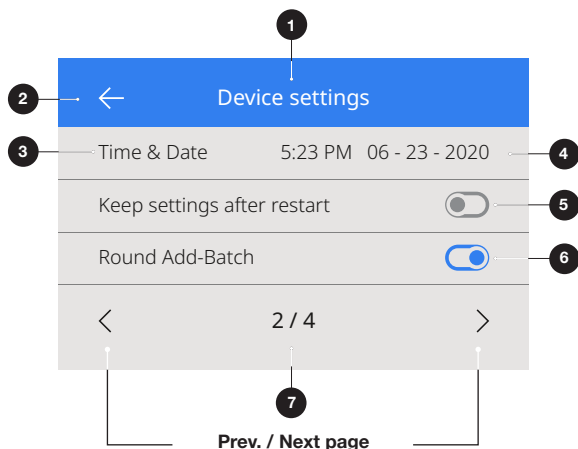 1
2
Device settings
3
Time & Date 5:23 PM 06 - 23 - 2020
4
Keep settings after restart
5
Round Add-Batch
6
2 / 4
7
Prev. / Next page